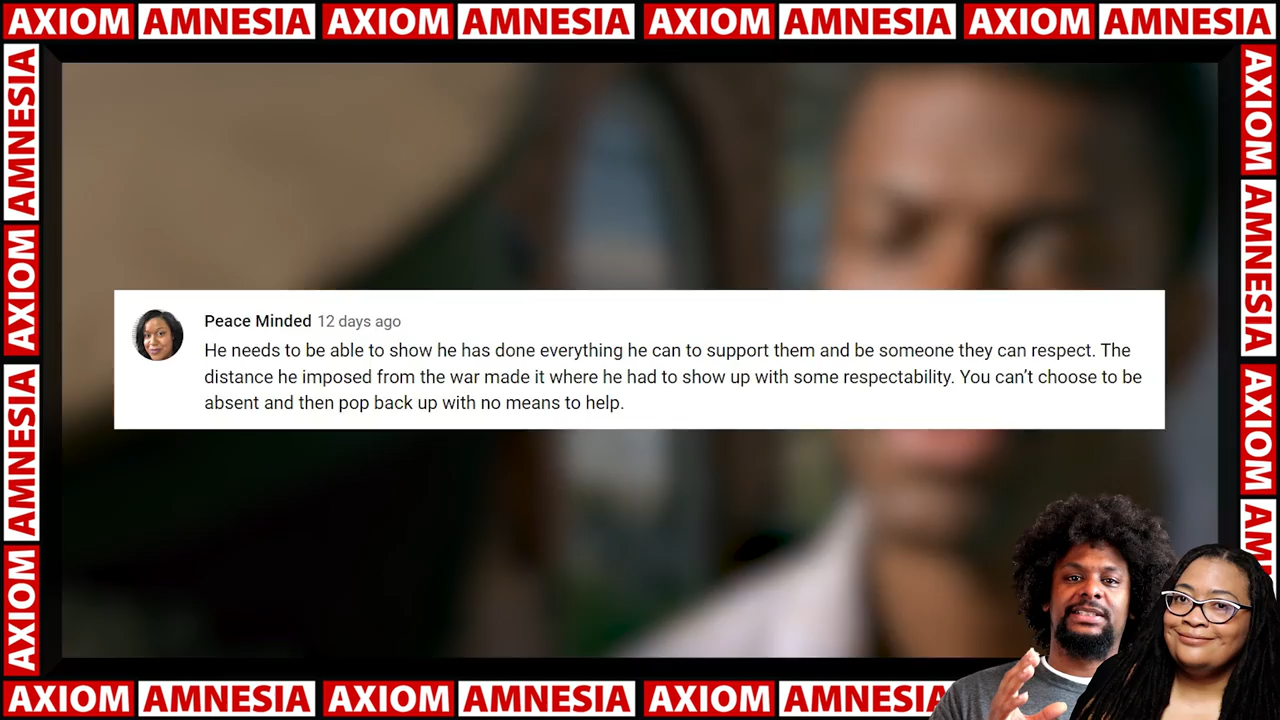 AXIOM AMNESIA AXIOM AMNESIA AXIOM AMNESIA AXIOM AMNESIA
AXIOM AMNESIA AXIOM AMNESIA AXIOM
AXIOM AMNESIA AXIOM AM
Peace Minded 12 days ago
He needs to be able to show he has done everything he can to support them and be someone they can respect. The
distance he imposed from the war made it where he had to show up with some respectability. You can’t choose to be
absent and then pop back up with no means to help.
AXIOM AMNESIA AXIOM AMNESIA AXIOM AMNESIA